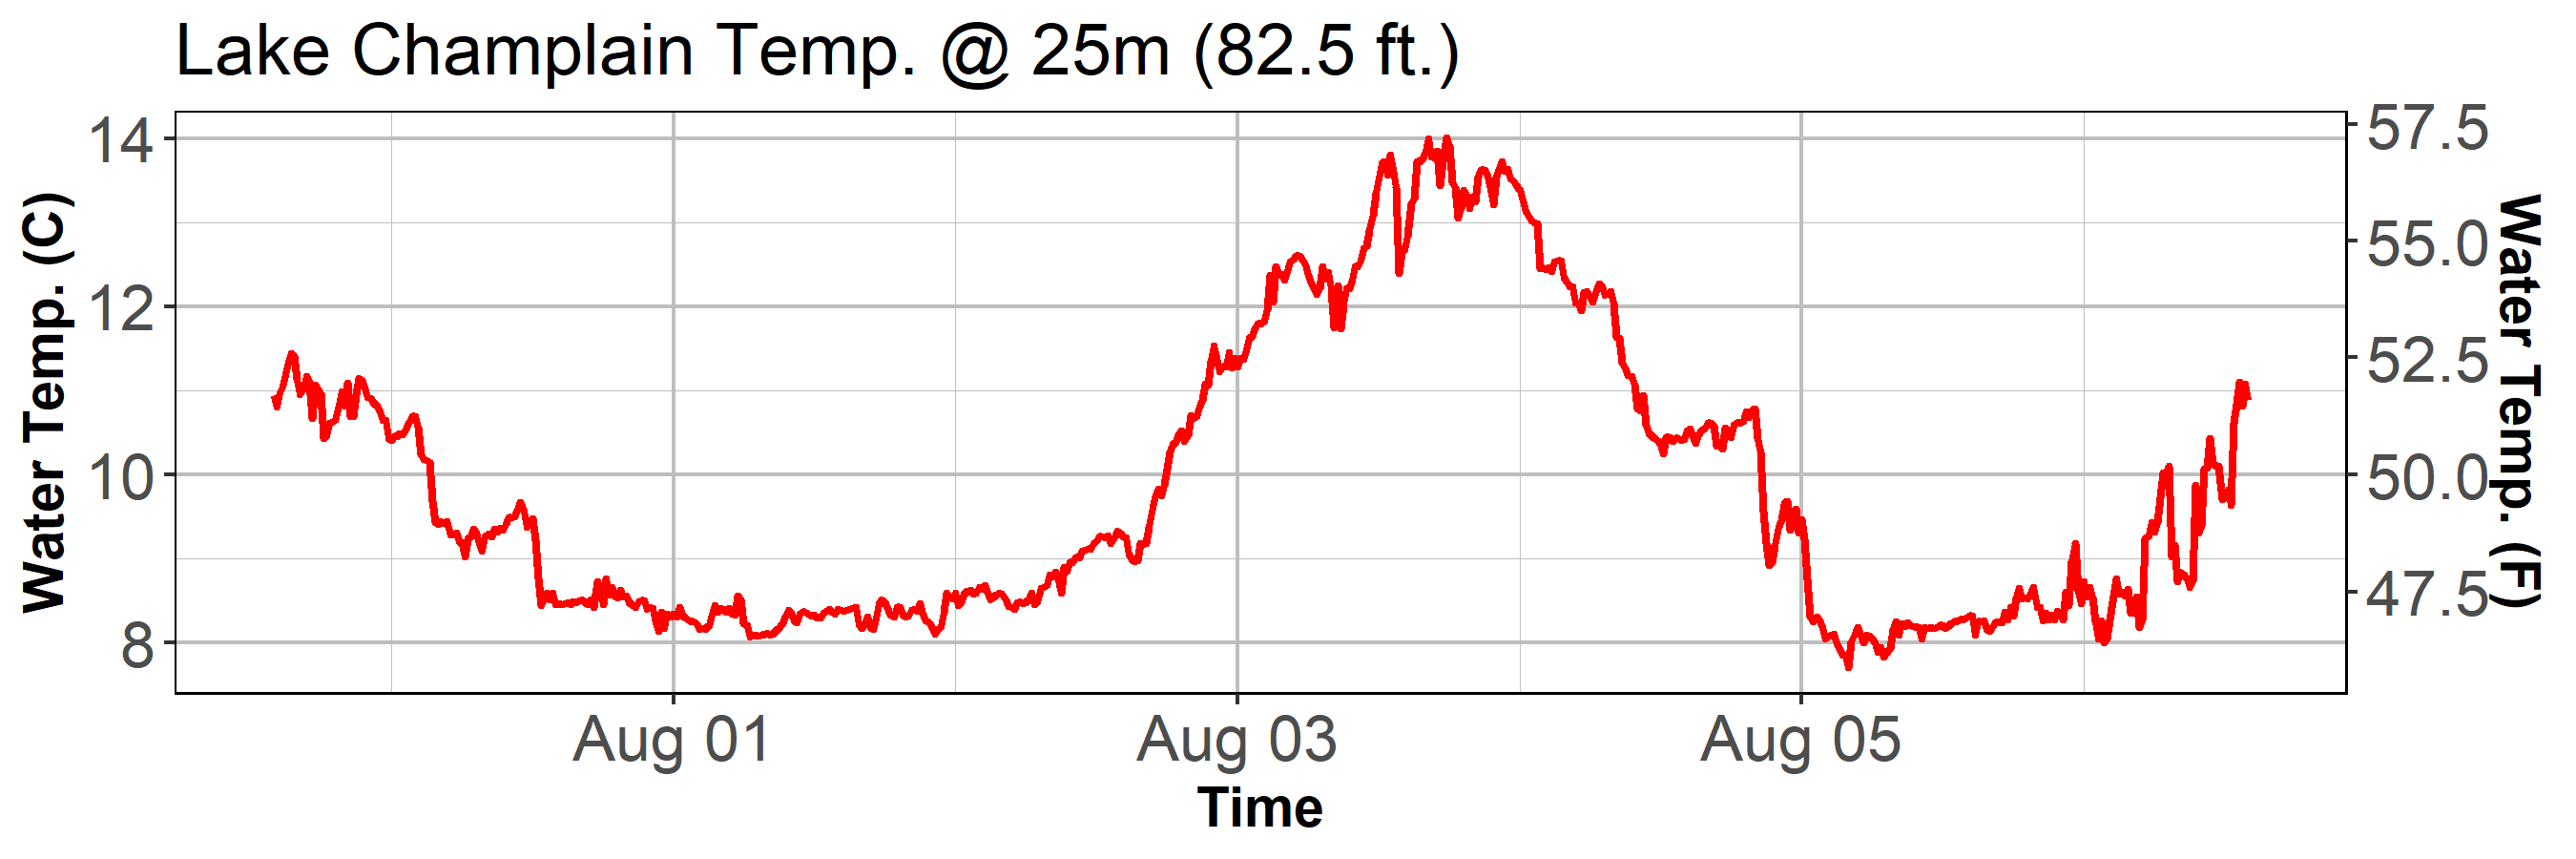 Lake Champlain Temp. @ 25m (82.5 ft.)
Water Temp. (C)
14
12
10
8
57.5
55.0
52.5
50.0
47.5
Water Temp. (F)
Aug 01
Aug 03
Aug 05
Time